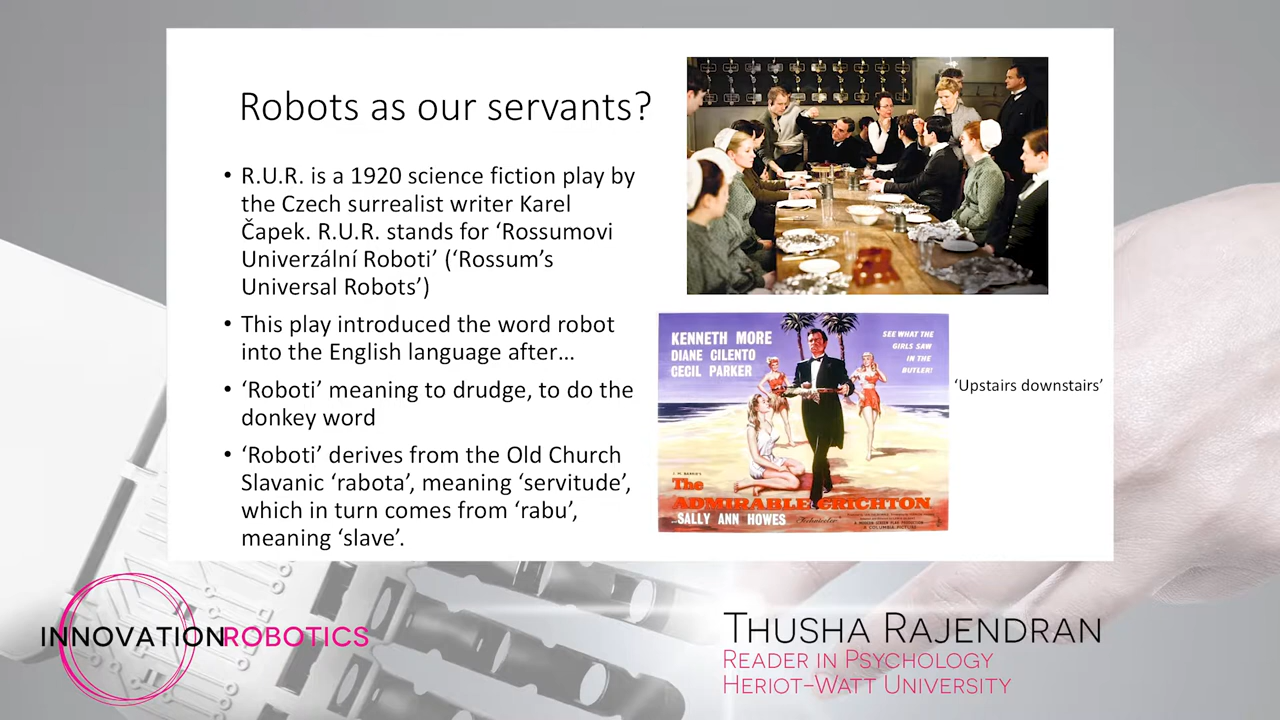 Robots as our servants?
• R.U.R. is a 1920 science fiction play by
the Czech surrealist writer Karel
Čapek. R.U.R. stands for ‘Rossumovi
Univerzální Roboti’ (‘Rossum’s
Universal Robots’)
• This play introduced the word robot
into the English language after…
• ‘Roboti’ meaning to drudge, to do the
donkey word
• ‘Roboti’ derives from the Old Church
Slavanic ‘rabota’, meaning ‘servitude’,
which in turn comes from ‘rabu’,
meaning ‘slave’.
KENNETH MORE
DIANE CILENTO
CECIL PARKER
SEE WHAT THE
GIRLS SAW
IN THE
BUTLER!
J. M. BARRIE'S
The
ADMIRABLE CRICHTON
SALLY ANN HOWES
Technicolor
A COLUMBIA PICTURE
‘Upstairs downstairs’
INNOVATIONROBOTICS
THUSHA RAJENDRAN
READER IN PSYCHOLOGY
HERIOT-WATT UNIVERSITY